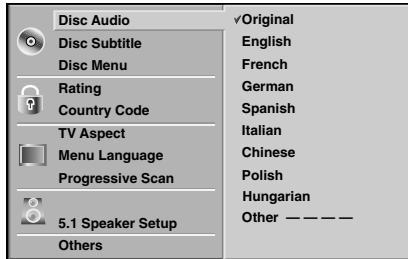 Disc Audio
Disc Subtitle
Disc Menu
Rating
Country Code
TV Aspect
Menu Language
Progressive Scan
5.1 Speaker Setup
Others
✓Original
English
French
German
Spanish
Italian
Chinese
Polish
Hungarian
Other — — — —